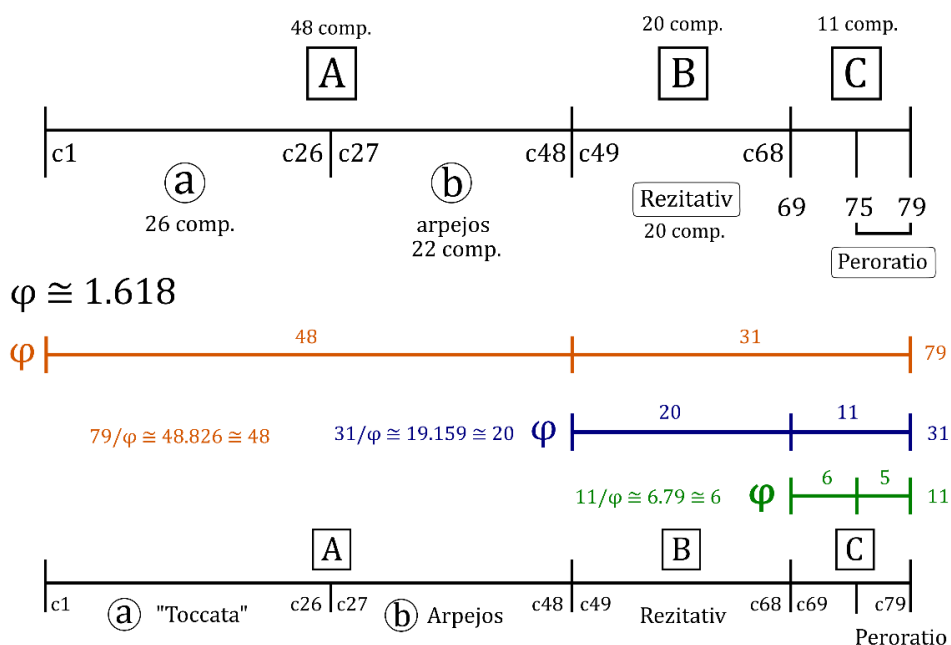 48 comp. 20 comp. 11 comp.
A B C
c1 c26 c27 c48 c49 c68
a b Rezitativ 69 75 79
26 comp. arpejos 20 comp.
22 comp. Peroratio
φ ≅ 1.618
φ 48 31 79
79/φ ≅ 48.826 ≅ 48 31/φ ≅ 19.159 ≅ 20 φ 20 11 31
11/φ ≅ 6.79 ≅ 6 φ 6 5 11
A B C
c1 a "Toccata" c26 c27 b Arpejos c48 c49 Rezitativ c68 c69 c79
Peroratio